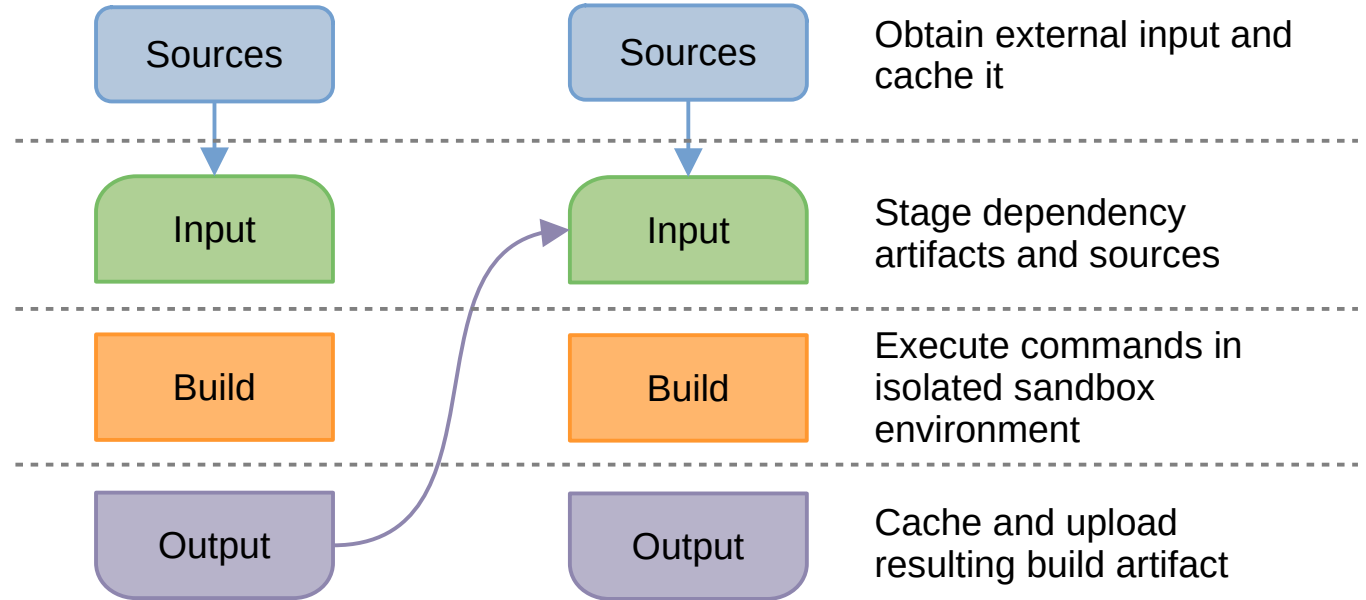 Sources
Sources
Obtain external input and
cache it
Input
Input
Stage dependency
artifacts and sources
Build
Build
Execute commands in
isolated sandbox
environment
Output
Output
Cache and upload
resulting build artifact